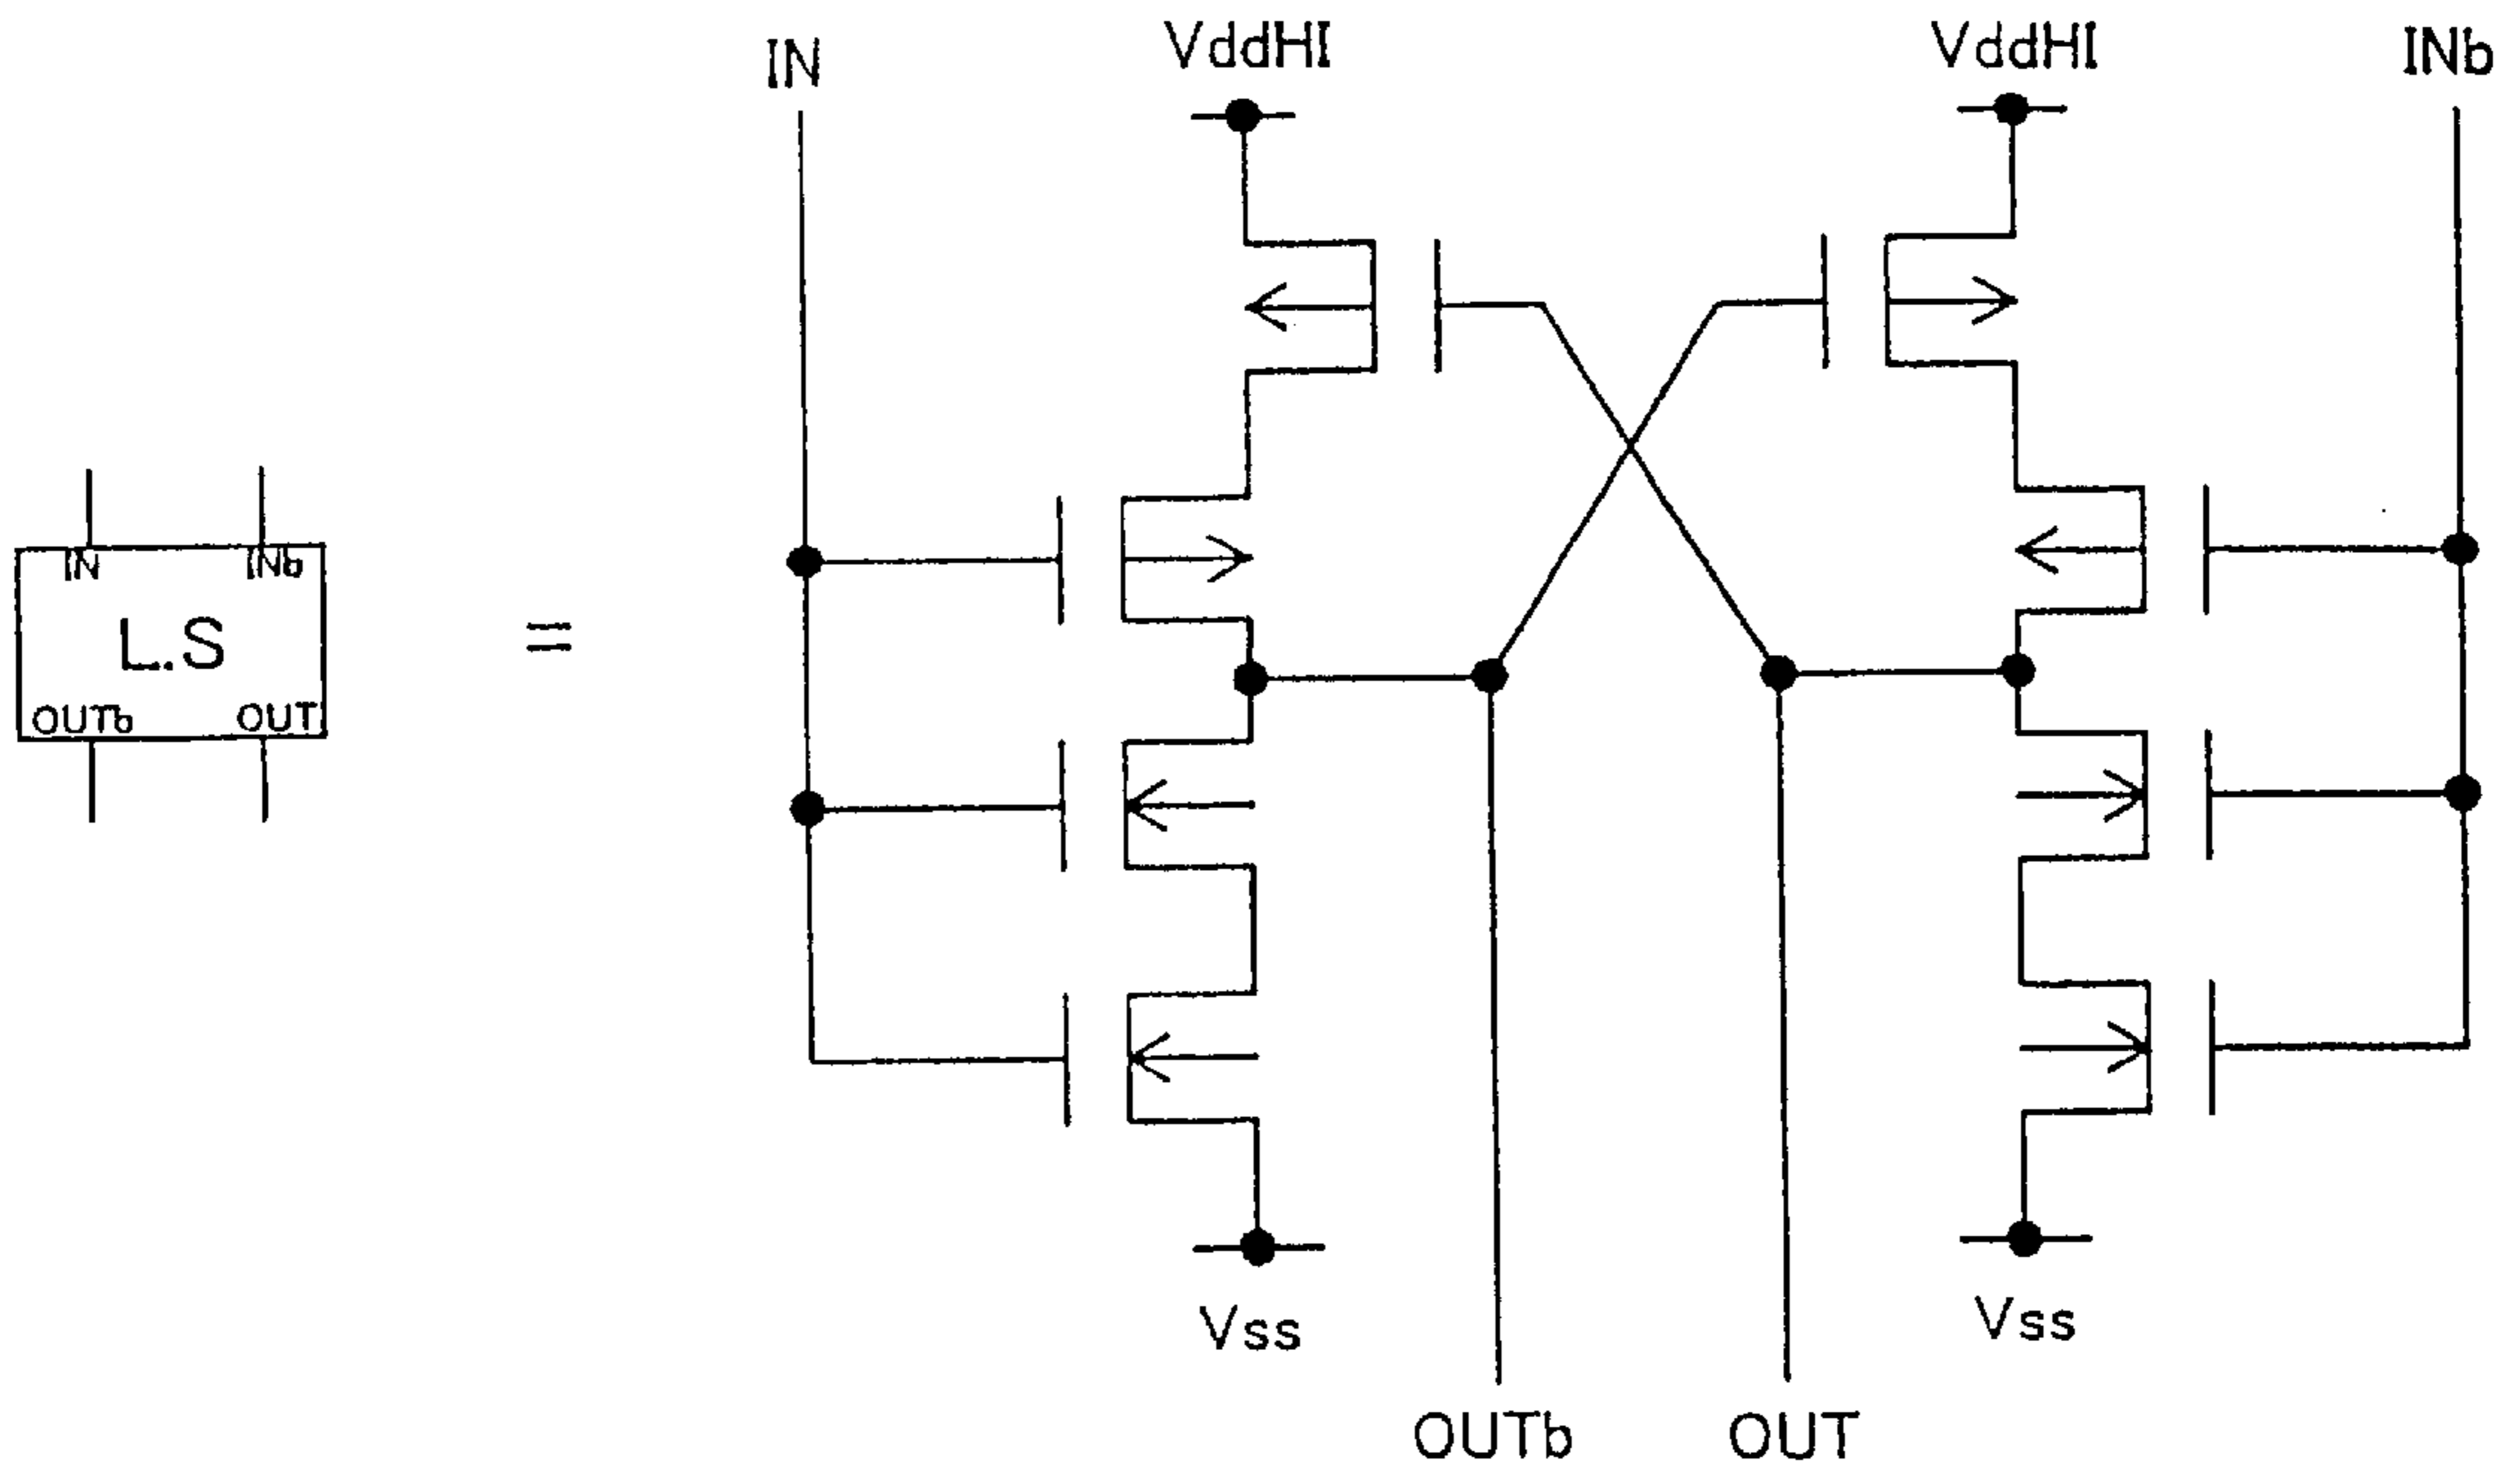 IN
VddHI
VddHI
INb
IN
INb
L.S
=
OUTb
OUT
Vss
Vss
OUTb
OUT